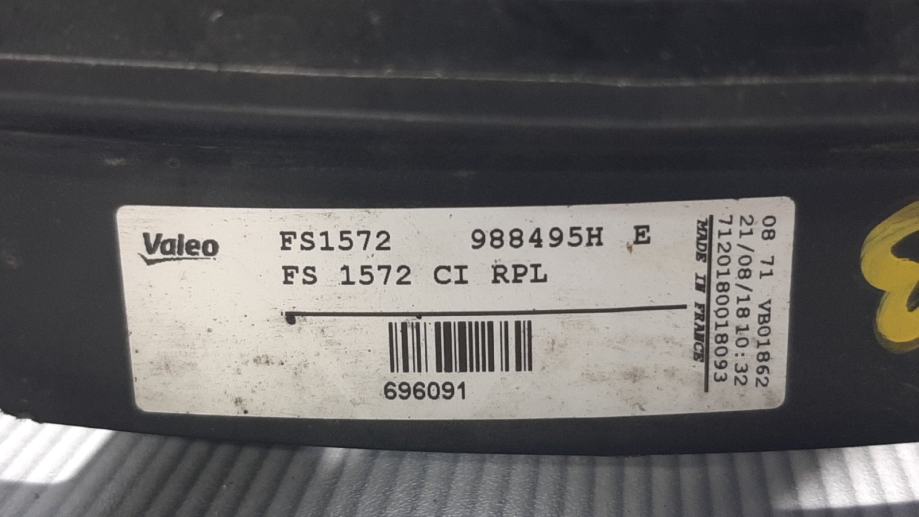 Valeo
FS1572 988495H E
FS 1572 CI RPL
696091
MADE IN FRANCE
7120180018093
21/08/18 10:32
08 71 VB01862